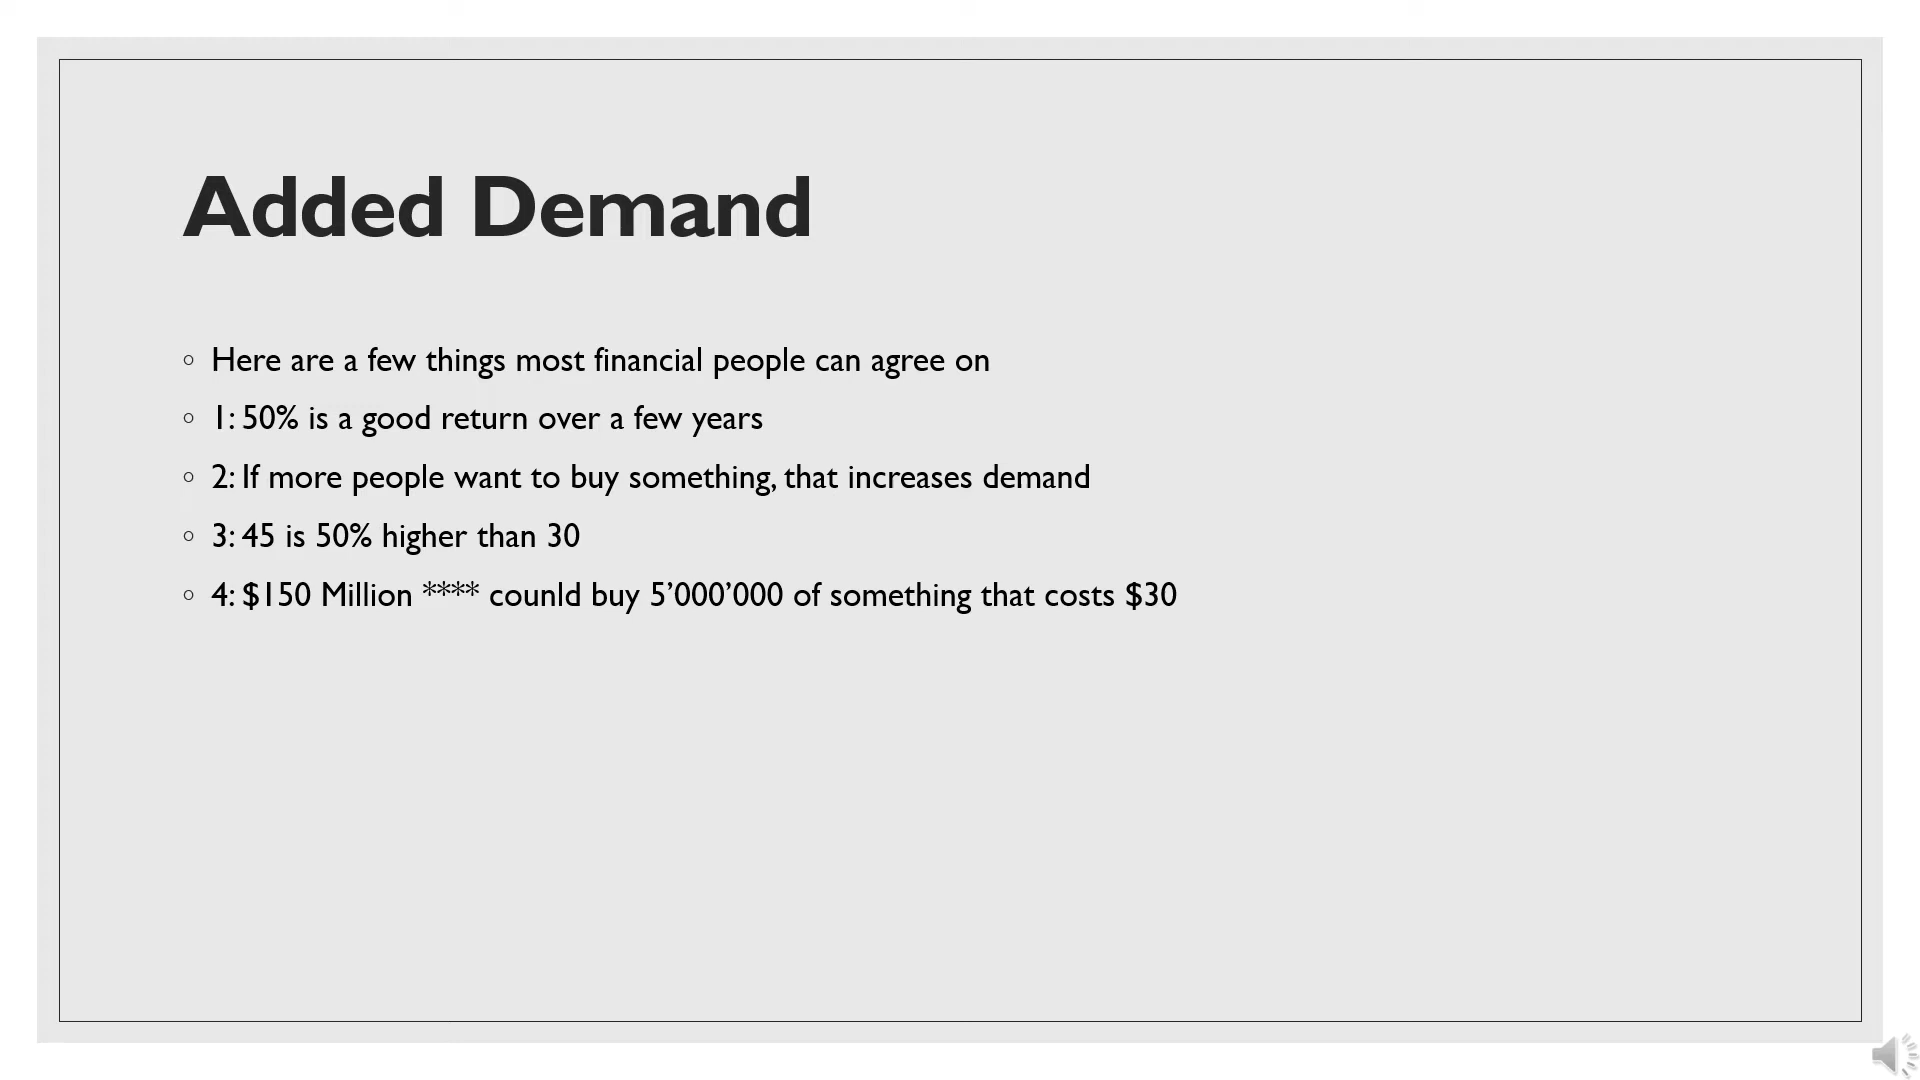 Added Demand
◦ Here are a few things most financial people can agree on
◦ 1: 50% is a good return over a few years
◦ 2: If more people want to buy something, that increases demand
◦ 3: 45 is 50% higher than 30
◦ 4: $150 Million **** counld buy 5’000’000 of something that costs $30